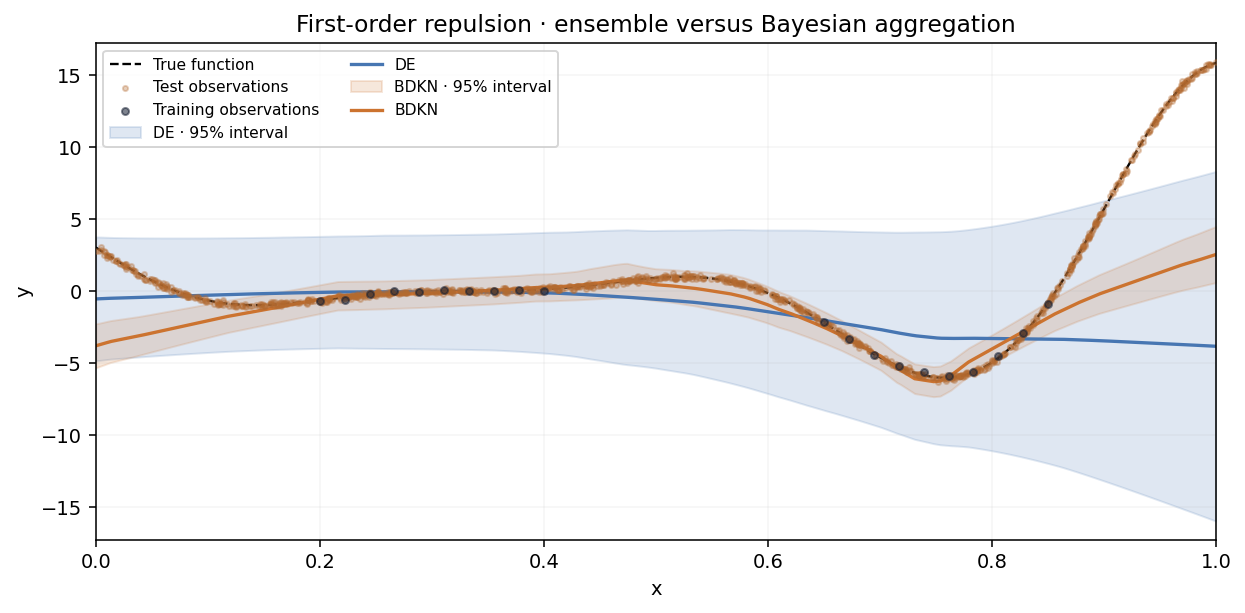 First-order repulsion · ensemble versus Bayesian aggregation
True function
Test observations
Training observations
DE · 95% interval
DE
BDKN · 95% interval
BDKN
y
15
10
5
0
−5
−10
−15
0.0
0.2
0.4
0.6
0.8
1.0
x